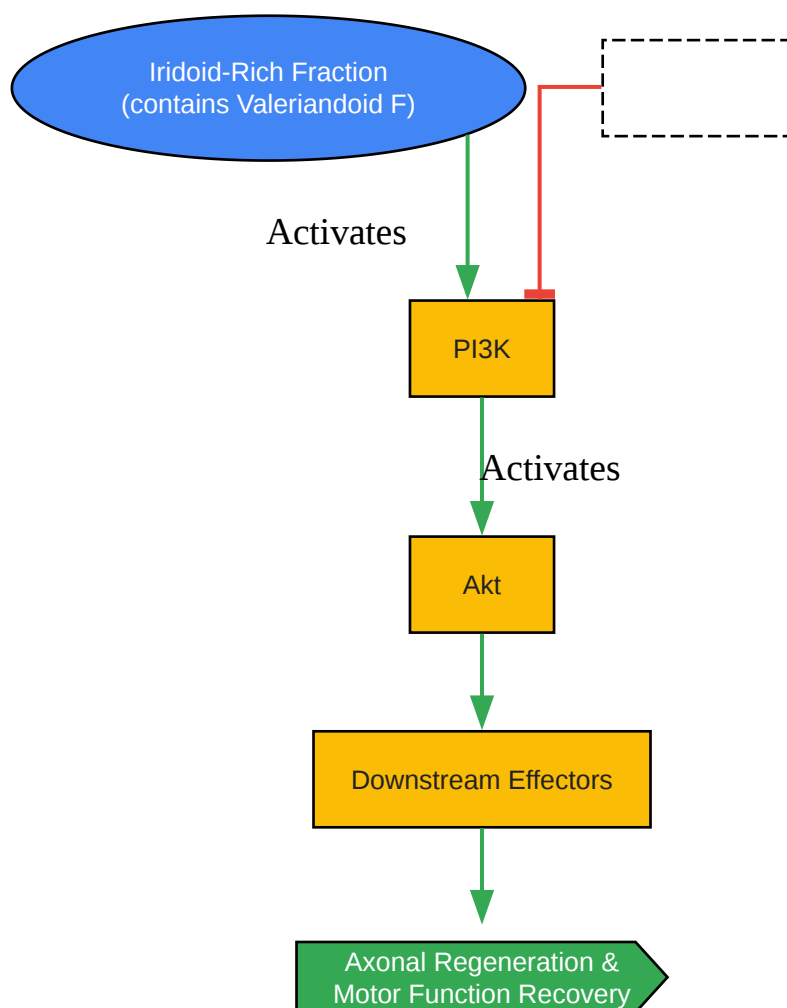 Iridoid-Rich Fraction
(contains Valeriandoid F)
Activates
PI3K
Activates
Akt
Downstream Effectors
Axonal Regeneration &
Motor Function Recovery